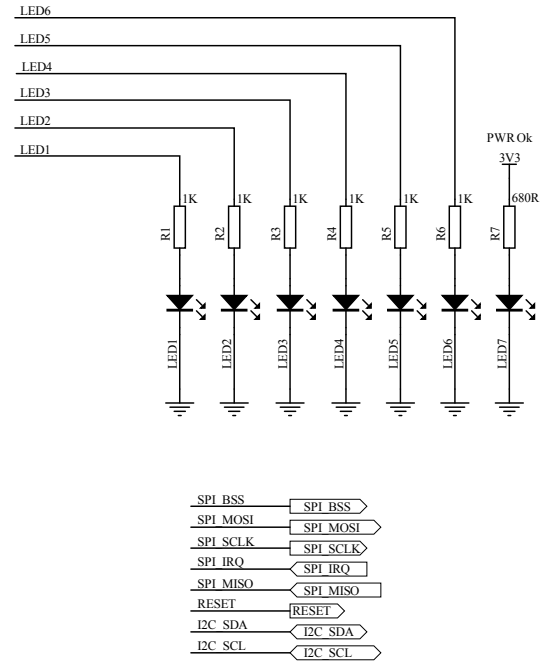 LED6
LED5
LED4
LED3
LED2
LED1
PWR Ok
3V3
1K 1K 1K 1K 1K 1K 680R
R1 R2 R3 R4 R5 R6 R7
LED1 LED2 LED3 LED4 LED5 LED6 LED7
SPI_BSS SPI_BSS
SPI_MOSI SPI_MOSI
SPI_SCLK SPI_SCLK
SPI_IRQ SPI_IRQ
SPI_MISO SPI_MISO
RESET RESET
I2C_SDA I2C_SDA
I2C_SCL I2C_SCL